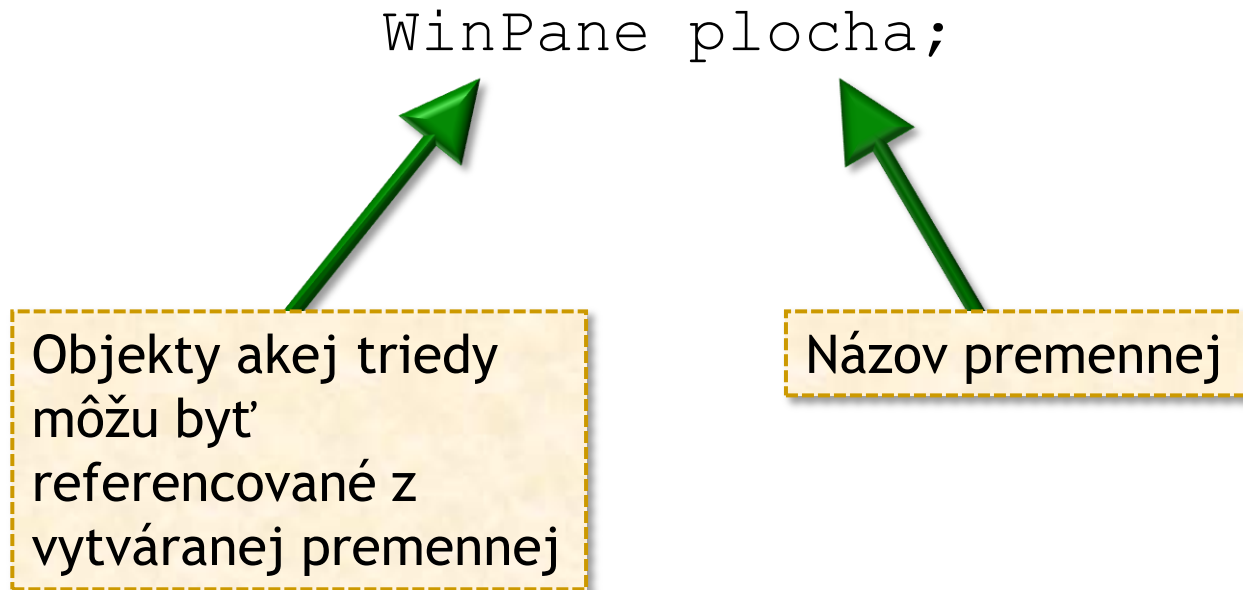 WinPane plocha;
Objekty akej triedy
môžu byť
referencované z
vytváranej premennej
Názov premennej